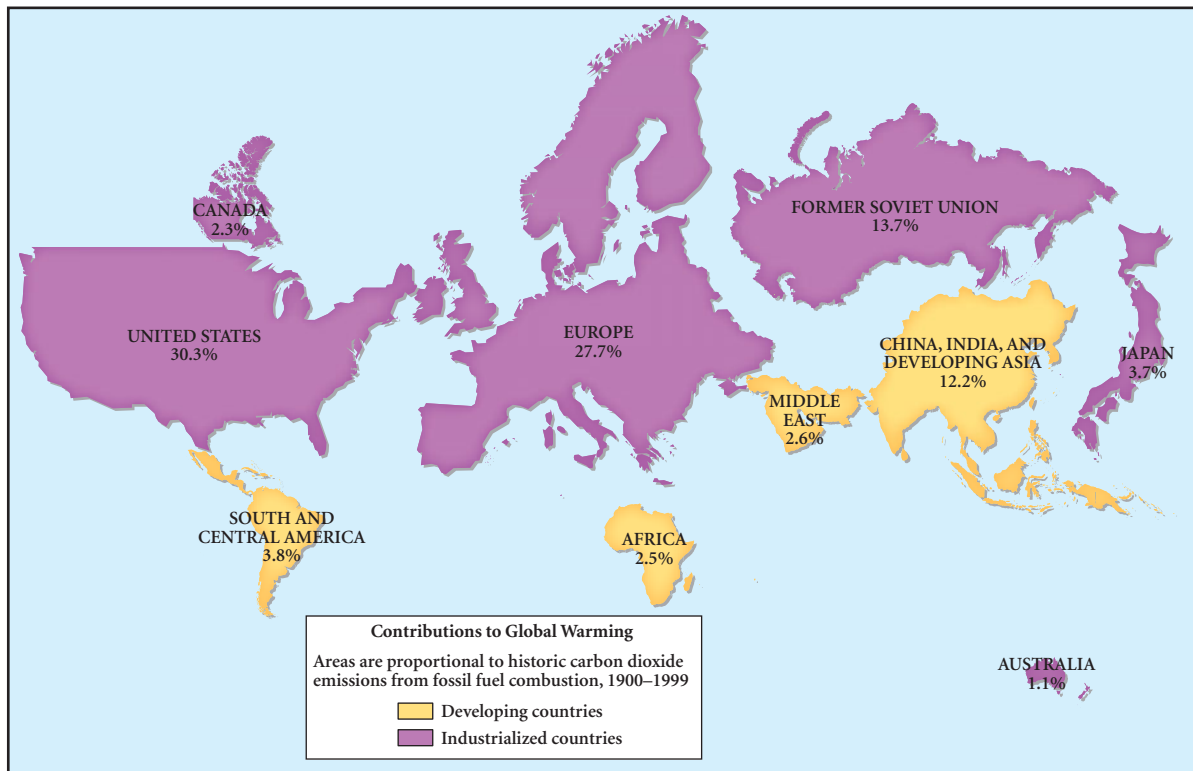 CANADA
2.3%
FORMER SOVIET UNION
13.7%
UNITED STATES
30.3%
EUROPE
27.7%
CHINA, INDIA, AND
DEVELOPING ASIA
12.2%
JAPAN
3.7%
MIDDLE
EAST
2.6%
SOUTH AND
CENTRAL AMERICA
3.8%
AFRICA
2.5%
AUSTRALIA
1.1%
Contributions to Global Warming
Areas are proportional to historic carbon dioxide
emissions from fossil fuel combustion, 1900–1999
Developing countries
Industrialized countries